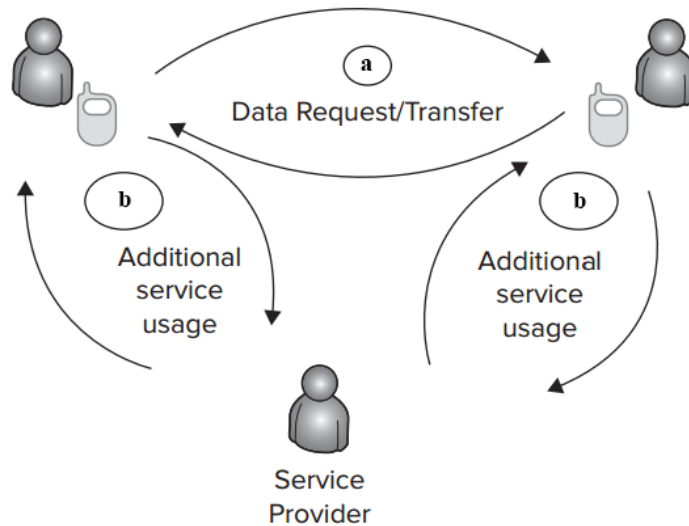 a
Data Request/Transfer
b
Additional
service
usage
b
Additional
service
usage
Service
Provider